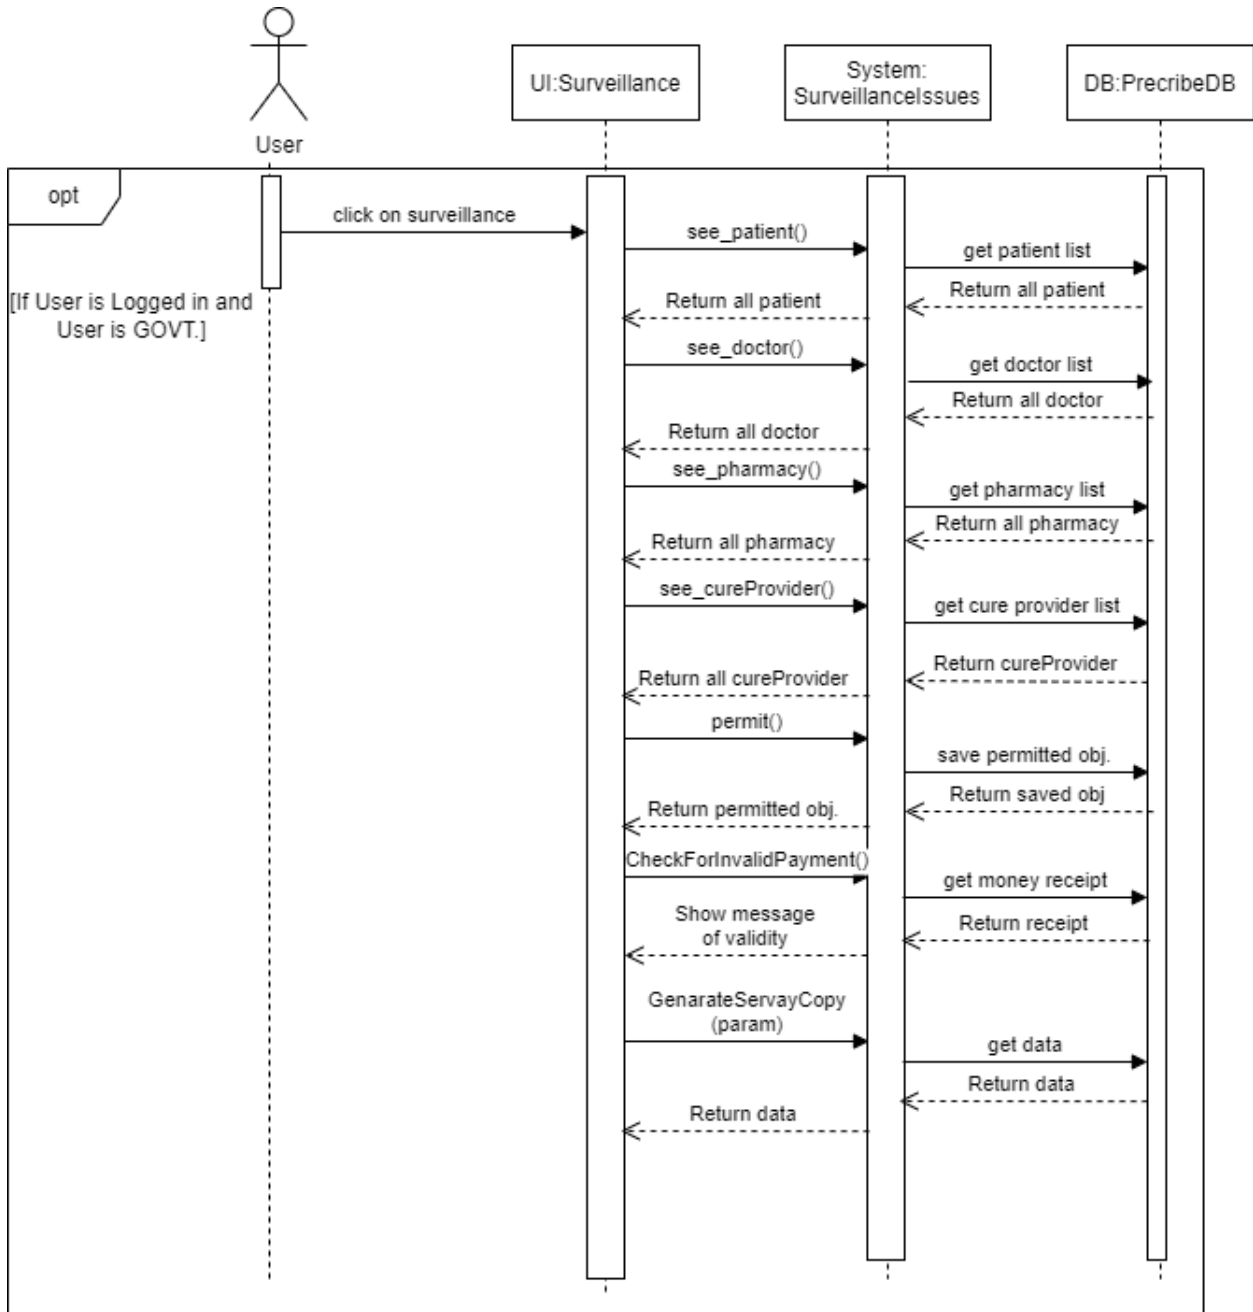 User
UI:Surveillance
System:
SurveillanceIssues
DB:PrecribeDB
opt
[If User is Logged in and
User is GOVT.]
click on surveillance
see_patient()
get patient list
Return all patient
Return all patient
see_doctor()
get doctor list
Return all doctor
Return all doctor
see_pharmacy()
get pharmacy list
Return all pharmacy
Return all pharmacy
see_cureProvider()
get cure provider list
Return cureProvider
Return all cureProvider
permit()
save permitted obj.
Return saved obj
Return permitted obj.
CheckForInvalidPayment()
get money receipt
Return receipt
Show message
of validity
GenarateServayCopy
(param)
get data
Return data
Return data